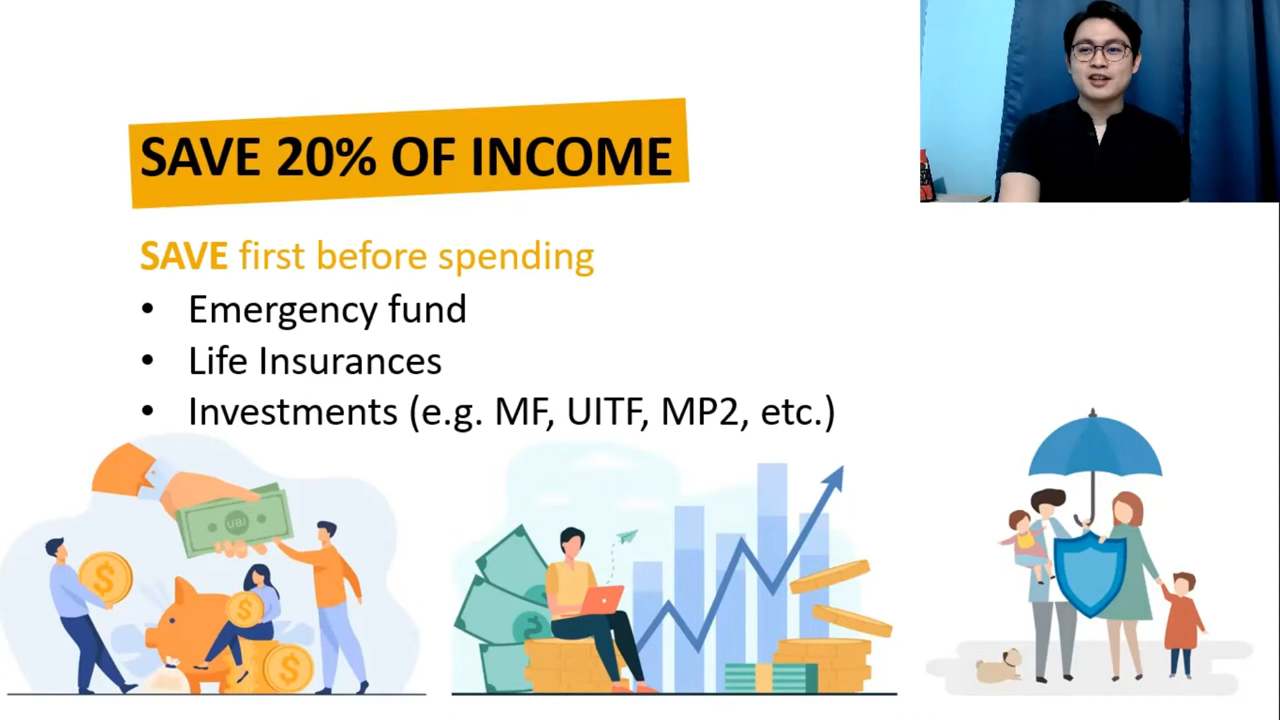 SAVE 20% OF INCOME
SAVE first before spending
• Emergency fund
• Life Insurances
• Investments (e.g. MF, UITF, MP2, etc.)
UBI
$
$
$
$